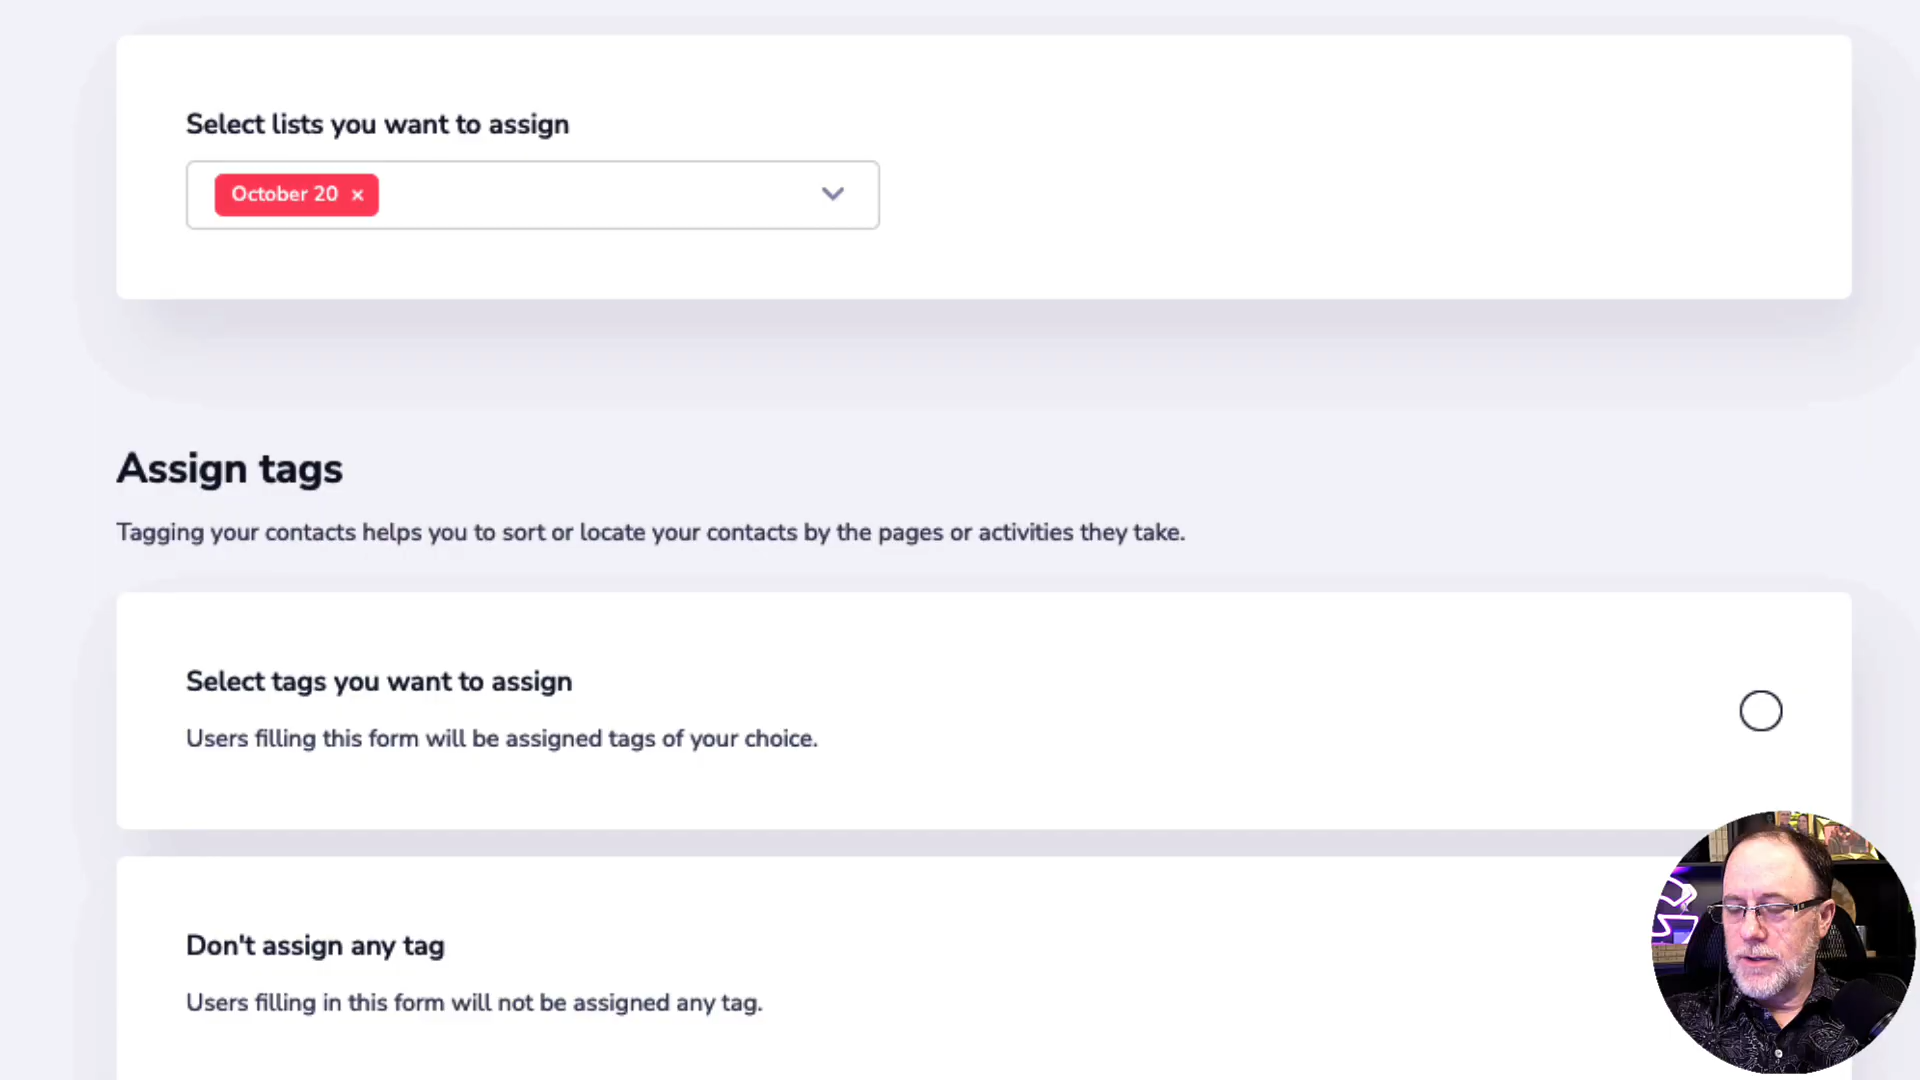 Select lists you want to assign
October 20 ×
Assign tags
Tagging your contacts helps you to sort or locate your contacts by the pages or activities they take.
Select tags you want to assign
Users filling this form will be assigned tags of your choice.
Don't assign any tag
Users filling in this form will not be assigned any tag.